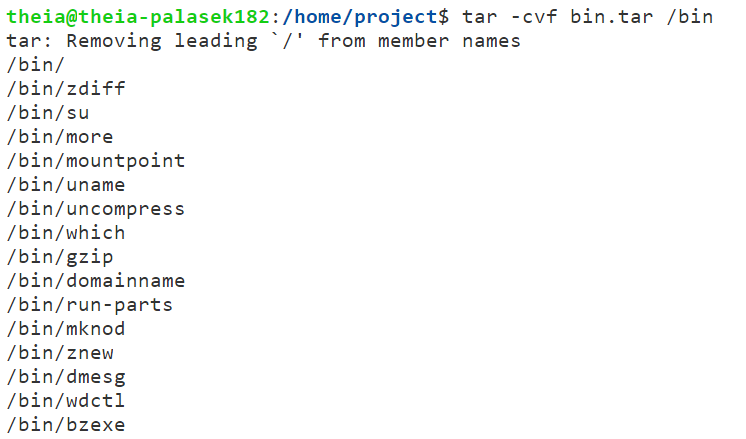 theia@theia-palasek182:/home/project$ tar -cvf bin.tar /bin
tar: Removing leading `/' from member names
/bin/
/bin/zdiff
/bin/su
/bin/more
/bin/mountpoint
/bin/uname
/bin/uncompress
/bin/which
/bin/gzip
/bin/domainname
/bin/run-parts
/bin/mknod
/bin/znew
/bin/dmesg
/bin/wdctl
/bin/bzexe